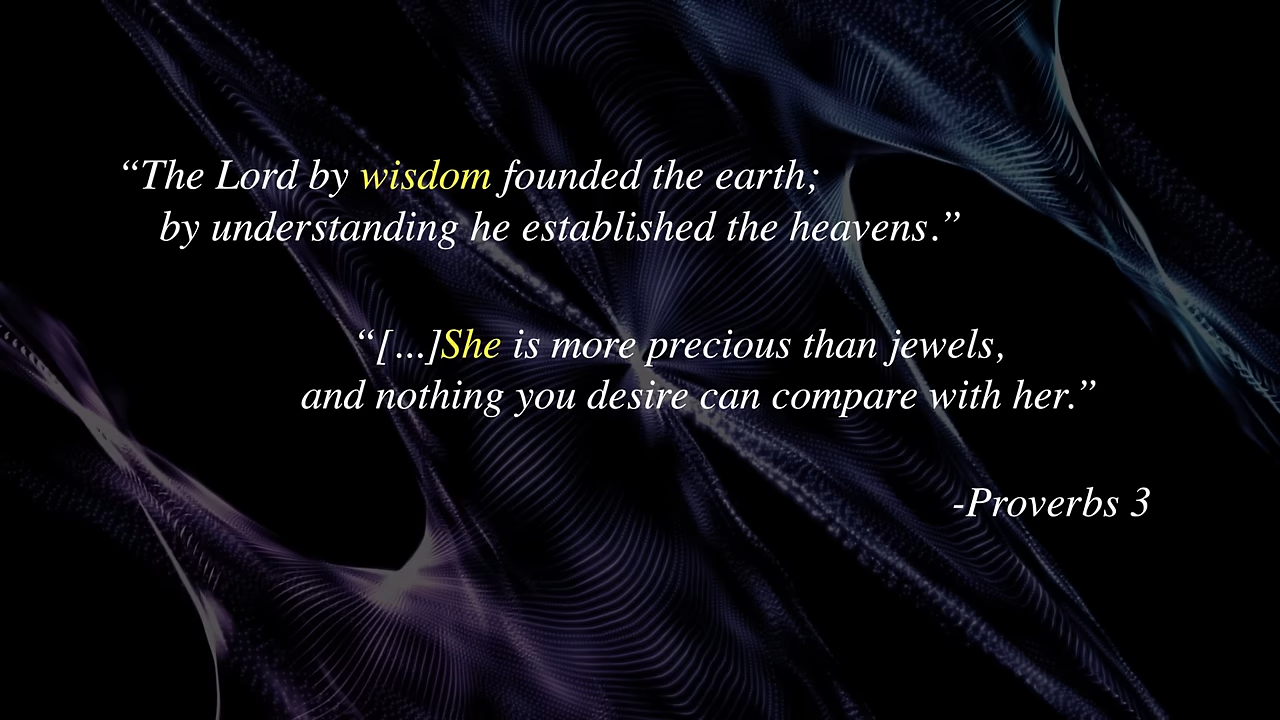 “The Lord by wisdom founded the earth;
by understanding he established the heavens.”
“[...]She is more precious than jewels,
and nothing you desire can compare with her.”
-Proverbs 3